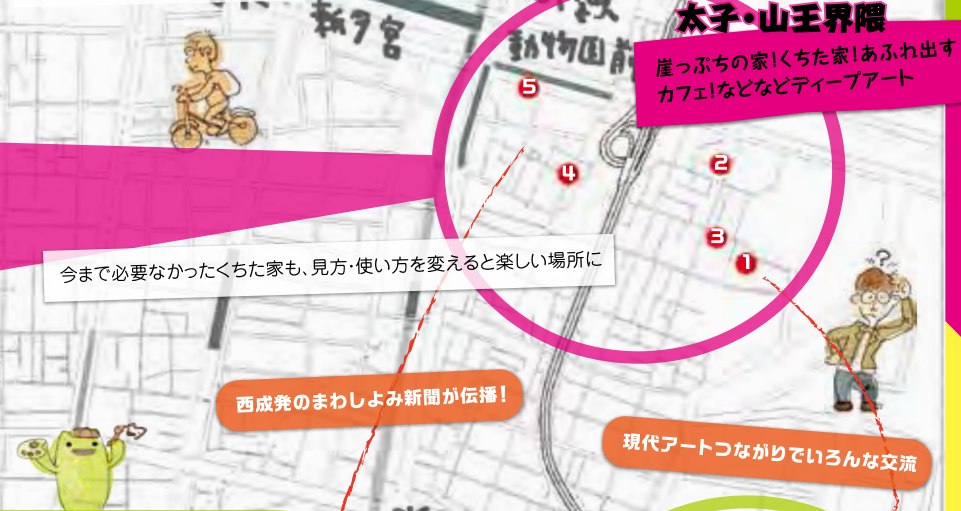 太子・山王界隈
崖っぷちの家!くちた家!あふれ出す
カフェ!などなどディープアート
動物園前
5
4
2
3
1
今まで必要なかったくちた家も、見方・使い方を変えると楽しい場所に
?
西成発のまわしよみ新聞が伝播!
現代アートつながりでいろんな交流